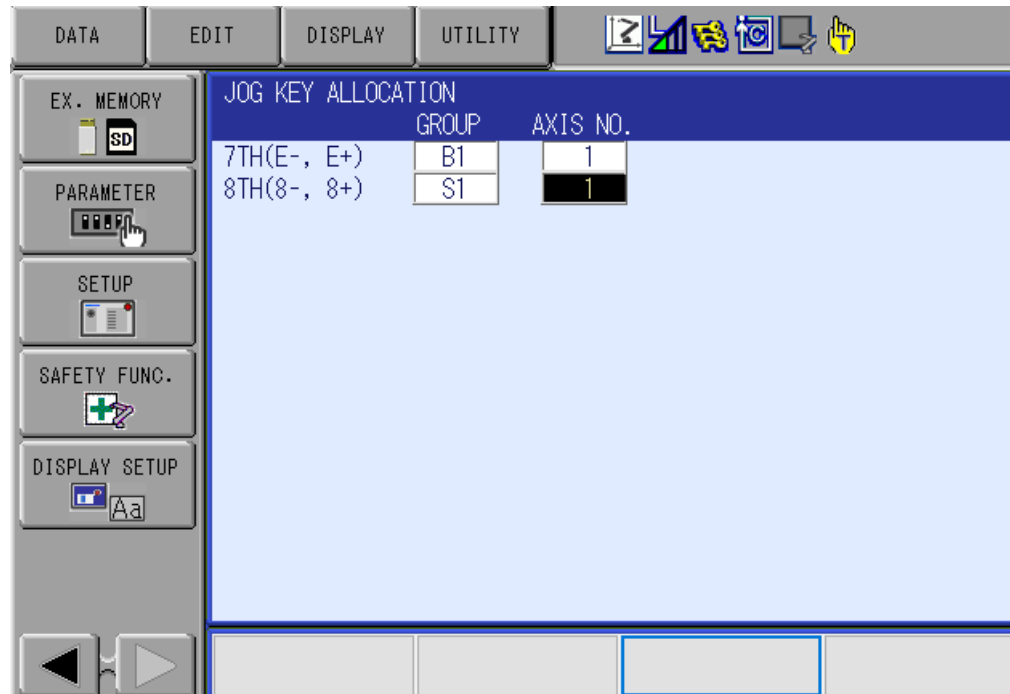 DATA EDIT DISPLAY UTILITY
EX. MEMORY
SD
PARAMETER
SETUP
SAFETY FUNC.
DISPLAY SETUP
Aa
JOG KEY ALLOCATION
GROUP AXIS NO.
7TH(E-, E+) B1 1
8TH(8-, 8+) S1 1